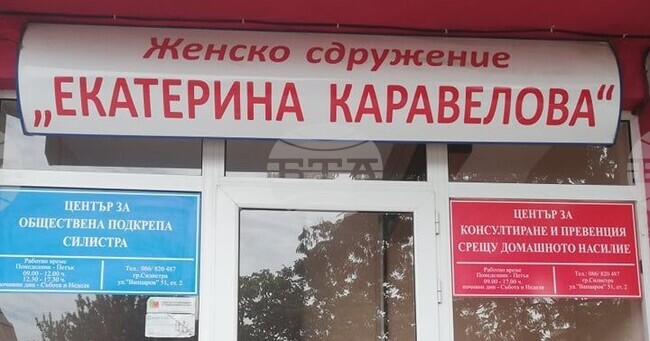 Женско сдружение
„ЕКАТЕРИНА КАРАВЕЛОВА“
БТА
ЦЕНТЪР ЗА
ОБЩЕСТВЕНА ПОДКРЕПА
СИЛИСТРА
Работно време
Понеделник - Петък
09.00 - 12.00 ч.
12.30 - 17.30 ч.
почивни дни - Събота и Неделя
Тел.: 086/ 820 487
гр.Силистра
ул."Вапцаров" 51, ет. 2
ЦЕНТЪР ЗА
КОНСУЛТИРАНЕ И ПРЕВЕНЦИЯ
СРЕЩУ ДОМАШНОТО НАСИЛИЕ
Работно време
Понеделник - Петък
09.00 - 17.00 ч.
почивни дни - Събота и Неделя
Тел.: 086/ 820 487
гр.Силистра
ул."Вапцаров" 51, ет. 2